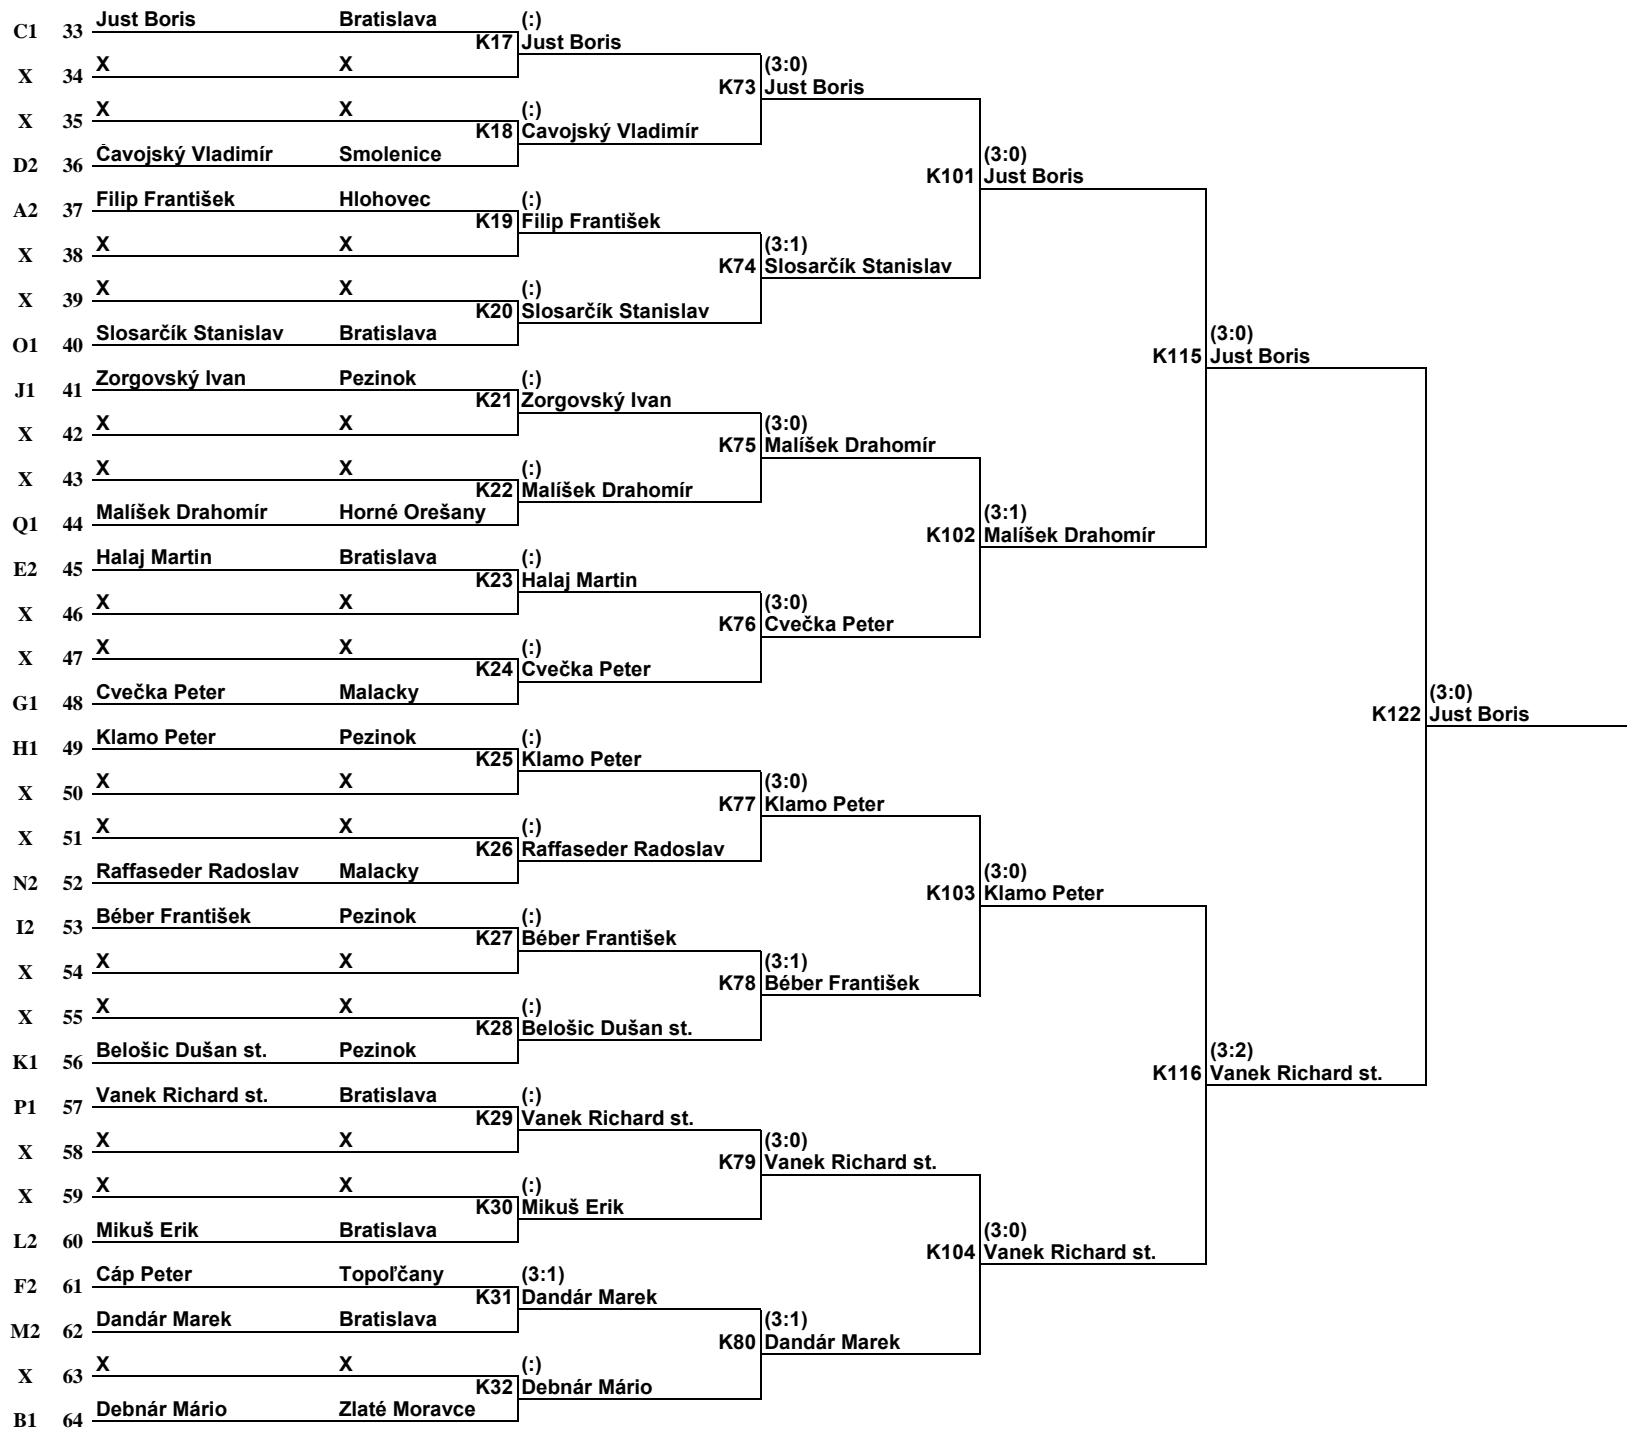 Just Boris Bratislava (:)
C1 33 K17 Just Boris
X X (3:0)
X 34 K73 Just Boris
X X (:)
X 35 K18 Čavojský Vladimír
Čavojský Vladimír Smolenice (3:0)
D2 36 K101 Just Boris
Filip František Hlohovec (:)
A2 37 K19 Filip František
X X (3:1)
X 38 K74 Slosarčík Stanislav
X X (:)
X 39 K20 Slosarčík Stanislav
Slosarčík Stanislav Bratislava (3:0)
O1 40 K115 Just Boris
Zorgovský Ivan Pezinok (:)
J1 41 K21 Zorgovský Ivan
X X (3:0)
X 42 K75 Malíšek Drahomír
X X (:)
X 43 K22 Malíšek Drahomír
Malíšek Drahomír Horné Orešany (3:1)
Q1 44 K102 Malíšek Drahomír
Halaj Martin Bratislava (:)
E2 45 K23 Halaj Martin
X X (3:0)
X 46 K76 Cvečka Peter
X X (:)
X 47 K24 Cvečka Peter
Cvečka Peter Malacky (3:0)
G1 48 K122 Just Boris
Klamo Peter Pezinok (:)
H1 49 K25 Klamo Peter
X X (3:0)
X 50 K77 Klamo Peter
X X (:)
X 51 K26 Raffaseder Radoslav
Raffaseder Radoslav Malacky (3:0)
N2 52 K103 Klamo Peter
Béber František Pezinok (:)
I2 53 K27 Béber František
X X (3:1)
X 54 K78 Béber František
X X (:)
X 55 K28 Belošic Dušan st.
Belošic Dušan st. Pezinok (3:2)
K1 56 K116 Vanek Richard st.
Vanek Richard st. Bratislava (:)
P1 57 K29 Vanek Richard st.
X X (3:0)
X 58 K79 Vanek Richard st.
X X (:)
X 59 K30 Mikuš Erik
Mikuš Erik Bratislava (3:0)
L2 60 K104 Vanek Richard st.
Cáp Peter Topoľčany (3:1)
F2 61 K31 Dandár Marek
Dandár Marek Bratislava (3:1)
M2 62 K80 Dandár Marek
X X (:)
X 63 K32 Debnár Mário
Debnár Mário Zlaté Moravce
B1 64